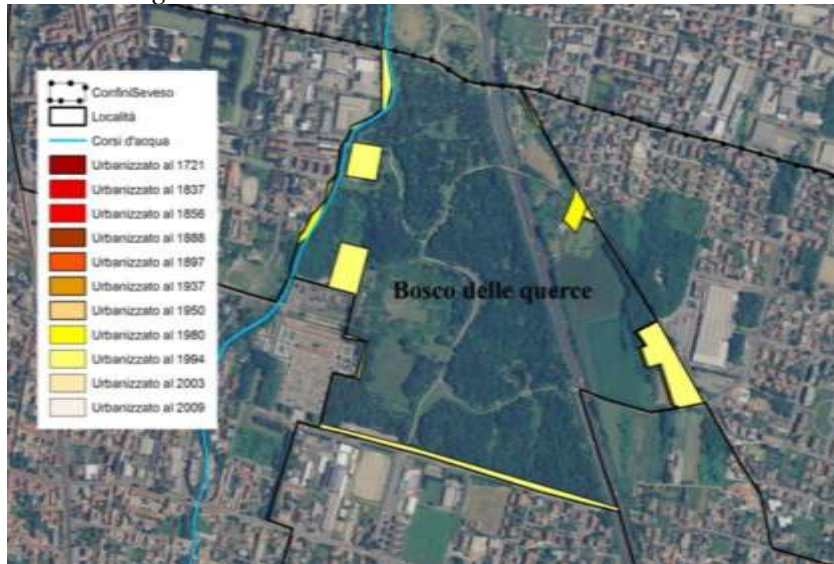 ConfiniSeveso
Località
Corsi d'acqua
Urbanizzato al 1721
Urbanizzato al 1837
Urbanizzato al 1856
Urbanizzato al 1888
Urbanizzato al 1897
Urbanizzato al 1937
Urbanizzato al 1950
Urbanizzato al 1980
Urbanizzato al 1994
Urbanizzato al 2003
Urbanizzato al 2009
Bosco delle querce